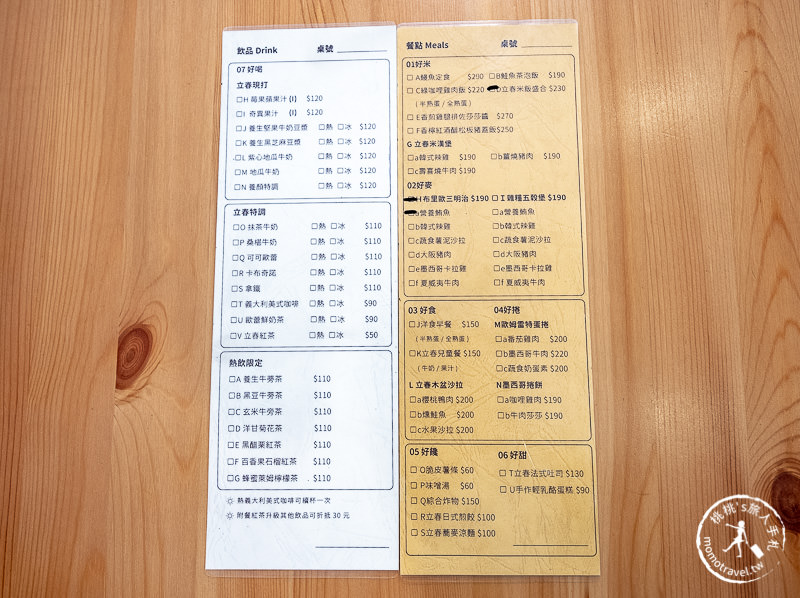 飲品 Drink 桌號
07 好喝
立春現打
□H 莓果蘋果汁 (I) $120
□I 奇異果汁 (I) $120
□J 養生堅果牛奶豆漿 □熱 □冰 $120
□K 養生黑芝麻豆漿 □熱 □冰 $120
□L 紫心地瓜牛奶 □熱 □冰 $120
□M 地瓜牛奶 □熱 □冰 $120
□N 養顏特調 □熱 □冰 $120
立春特調
□O 抹茶牛奶 □熱 □冰 $110
□P 桑椹牛奶 □熱 □冰 $110
□Q 可可歐蕾 □熱 □冰 $110
□R 卡布奇諾 □熱 □冰 $110
□S 拿鐵 □熱 □冰 $110
□T 義大利美式咖啡 □熱 □冰 $90
□U 歐蕾鮮奶茶 □熱 □冰 $90
□V 立春紅茶 □熱 □冰 $50
熱飲限定
□A 養生牛蒡茶 $110
□B 黑豆牛蒡茶 $110
□C 玄米牛旁茶 $110
□D 洋甘菊花茶 $110
□E 黑醋栗紅茶 $110
□F 百香果石榴紅茶 $110
□G 蜂蜜萊姆檸檬茶 $110
※ 熱義大利美式咖啡可續杯一次
※ 附餐紅茶升級其他飲品可折抵 30 元
餐點 Meals 桌號
01好米
□ A鰻魚定食 $290 □B鮭魚茶泡飯 $190
□ C綠咖哩雞肉飯 $220 □D立春米飯盛合 $230
(半熟蛋 / 全熟蛋)
□ E香煎雞腿排佐莎莎醬 $270
□ F香檸紅酒醋松板豬蓋飯$250
G 立春米漢堡
□a韓式辣雞 $190 □b薑燒豬肉 $190
□c壽喜燒牛肉 $190
02好麥
□H布里歐三明治 $190 □I 雜糧五穀堡 $190
□a營養鮪魚 □a營養鮪魚
□b韓式辣雞 □b韓式辣雞
□c蔬食薯泥沙拉 □c蔬食薯泥沙拉
□d大阪豬肉 □d大阪豬肉
□e墨西哥卡拉雞 □e墨西哥卡拉雞
□f 夏威夷牛肉 □f 夏威夷牛肉
03 好食
□J洋食早餐 $150
(半熟蛋 / 全熟蛋)
□K立春兒童餐 $150
(牛奶 / 果汁)
L 立春木盆沙拉
□a櫻桃鴨肉 $200
□b燻鮭魚 $200
□c水果沙拉 $200
04好捲
M歐姆雷特蛋捲
□a番茄雞肉 $200
□b墨西哥牛肉 $220
□c蔬食奶蛋素 $200
N墨西哥捲餅
□a咖哩雞肉 $190
□b牛肉莎莎 $190
05 好餞
□ O脆皮薯條 $60
□ P味噌湯 $60
□ Q綜合炸物 $150
□ R立春日式煎餃 $100
□ S立春蕎麥涼麵 $100
06 好甜
□ T立春法式吐司 $130
□ U手作輕乳酪蛋糕 $90
桃桃's旅人手札
momotravel.tw